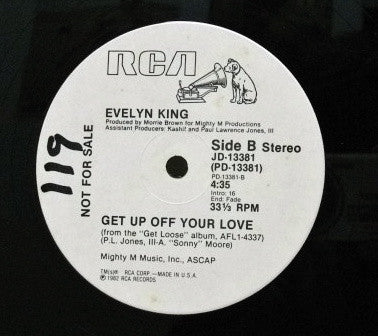 RCA
EVELYN KING
Produced by Morrie Brown for Mighty M Productions
Assistant Producers: Kashif and Paul Lawrence Jones, III
Side B Stereo
JD-13381
(PD-13381)
PD-13381-B
4:35
Intro: 16
End: Fade
33⅓ RPM
119
NOT FOR SALE
GET UP OFF YOUR LOVE
(from the "Get Loose" album, AFL1-4337)
(P.L. Jones, III-A. "Sonny" Moore)
Mighty M Music, Inc., ASCAP
TM(s)® RCA CORP.—MADE IN U.S.A.
℗ 1982 RCA RECORDS